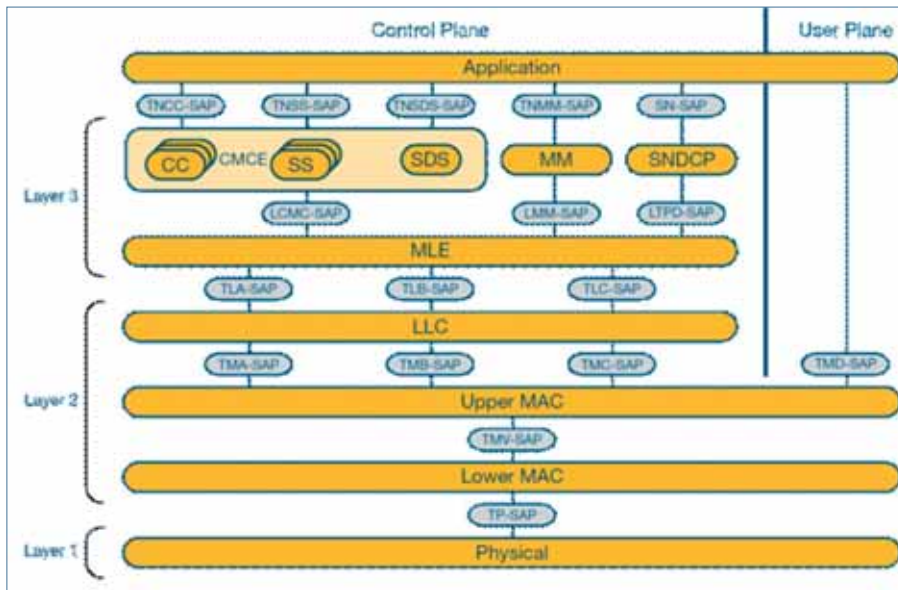 Control Plane
User Plane
Application
TNCC-SAP
TNSS-SAP
TNSDS-SAP
TNMM-SAP
SN-SAP
Layer 3
CC
CMCE
SS
SDS
MM
SNDCP
LCMC-SAP
LMM-SAP
LTPD-SAP
MLE
TLA-SAP
TLB-SAP
TLC-SAP
Layer 2
LLC
TMA-SAP
TMB-SAP
TMC-SAP
TMD-SAP
Upper MAC
TMV-SAP
Lower MAC
TP-SAP
Layer 1
Physical